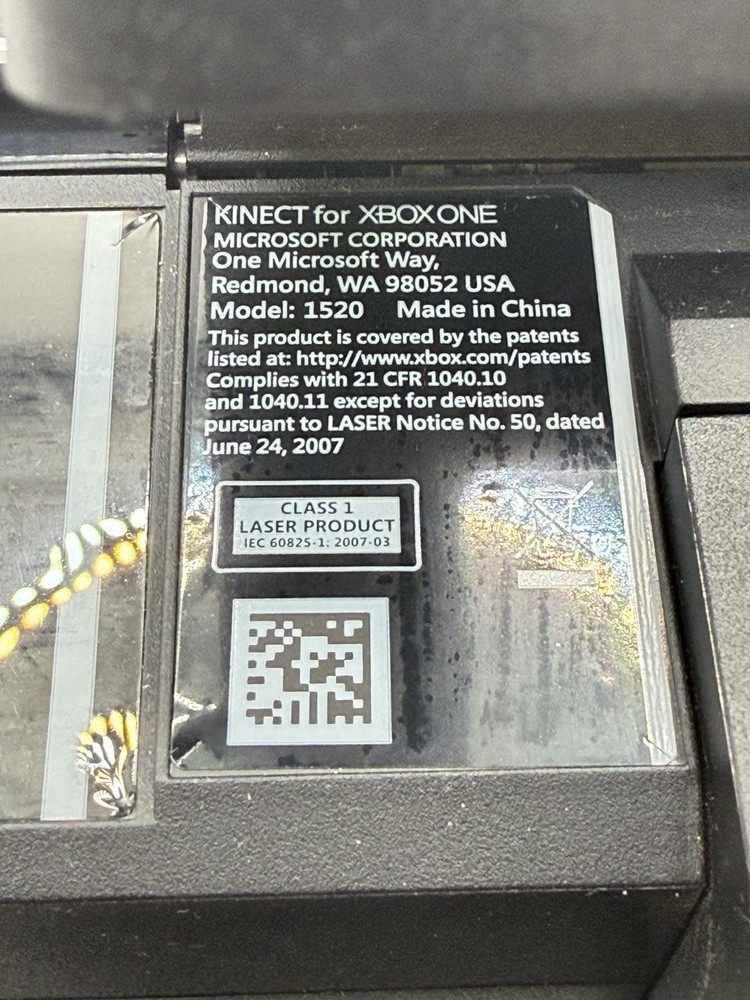 KINECT for XBOX ONE
MICROSOFT CORPORATION
One Microsoft Way,
Redmond, WA 98052 USA
Model: 1520 Made in China
This product is covered by the patents
listed at: http://www.xbox.com/patents
Complies with 21 CFR 1040.10
and 1040.11 except for deviations
pursuant to LASER Notice No. 50, dated
June 24, 2007
CLASS 1
LASER PRODUCT
IEC 60825-1: 2007-03